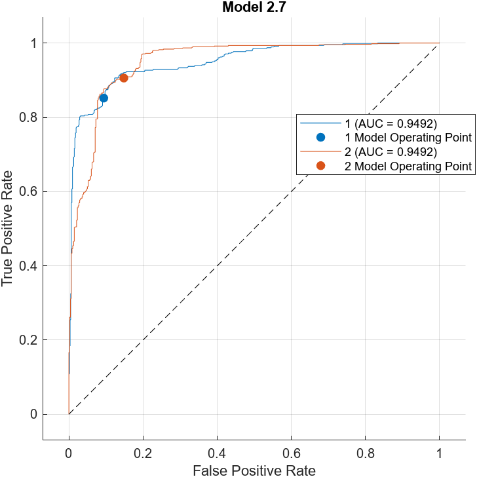 Model 2.7
1
0.8
0.6
0.4
0.2
0
True Positive Rate
1 (AUC = 0.9492)
1 Model Operating Point
2 (AUC = 0.9492)
2 Model Operating Point
0 0.2 0.4 0.6 0.8 1
False Positive Rate